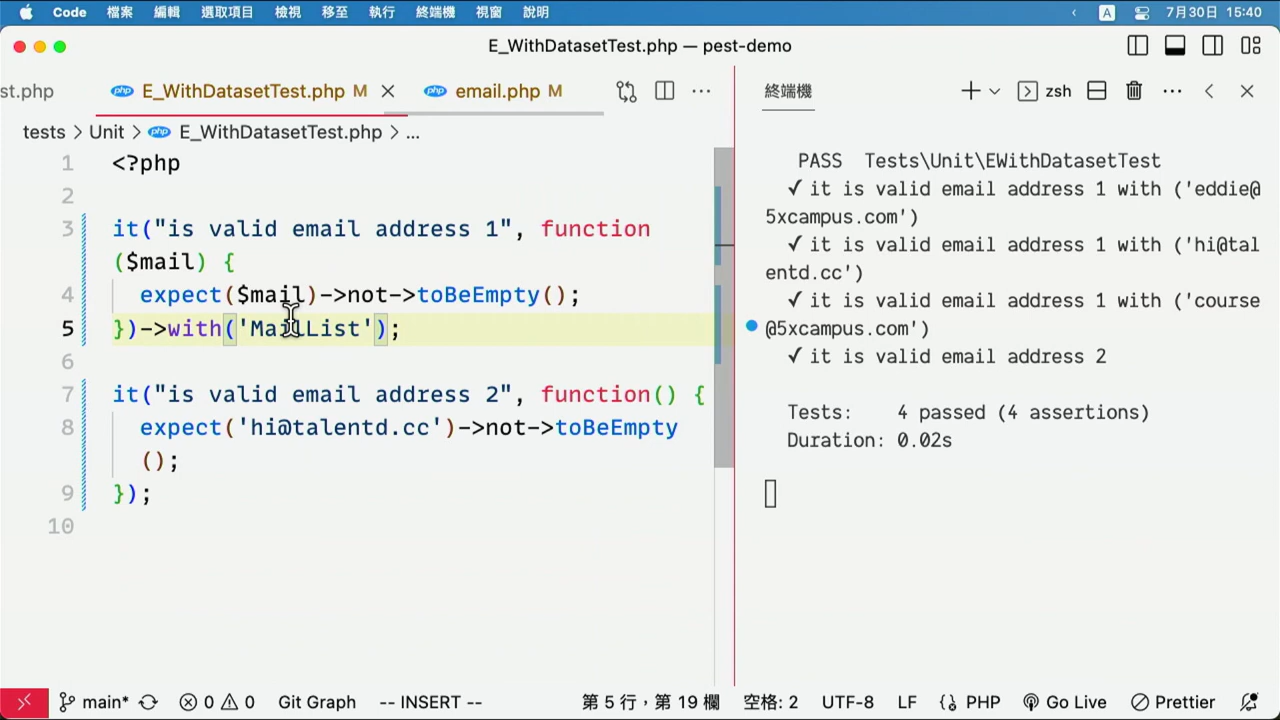 Code 檔案 編輯 選取項目 檢視 移至 執行 終端機 視窗 說明 A 7月30日 15:40
E_WithDatasetTest.php — pest-demo
st.php E_WithDatasetTest.php M email.php M
tests > Unit > E_WithDatasetTest.php > ...
1 <?php
2
3 it("is valid email address 1", function
($mail) {
4 expect($mail)->not->toBeEmpty();
5 })->with('MailList');
6
7 it("is valid email address 2", function() {
8 expect('hi@talentd.cc')->not->toBeEmpty
();
9 });
10
終端機 zsh
PASS Tests\Unit\EWithDatasetTest
✓ it is valid email address 1 with ('eddie@
5xcampus.com')
✓ it is valid email address 1 with ('hi@tal
entd.cc')
✓ it is valid email address 1 with ('course
@5xcampus.com')
✓ it is valid email address 2
Tests: 4 passed (4 assertions)
Duration: 0.02s
main* 0 0 Git Graph -- INSERT -- 第 5 行，第 19 欄 空格: 2 UTF-8 LF PHP Go Live Prettier